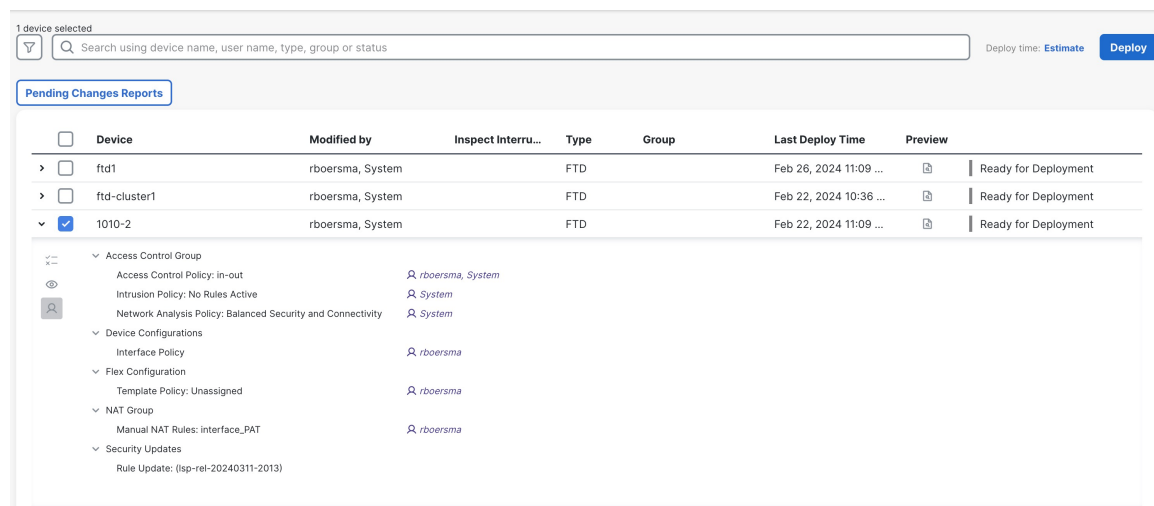 1 device selected
Search using device name, user name, type, group or status
Deploy time: Estimate
Deploy
Pending Changes Reports
Device Modified by Inspect Interru... Type Group Last Deploy Time Preview
ftd1 rboersma, System FTD Feb 26, 2024 11:09 ... Ready for Deployment
ftd-cluster1 rboersma, System FTD Feb 22, 2024 10:36 ... Ready for Deployment
1010-2 rboersma, System FTD Feb 22, 2024 11:09 ... Ready for Deployment
Access Control Group
Access Control Policy: in-out rboersma, System
Intrusion Policy: No Rules Active System
Network Analysis Policy: Balanced Security and Connectivity System
Device Configurations
Interface Policy rboersma
Flex Configuration
Template Policy: Unassigned rboersma
NAT Group
Manual NAT Rules: interface_PAT rboersma
Security Updates
Rule Update: (lsp-rel-20240311-2013)